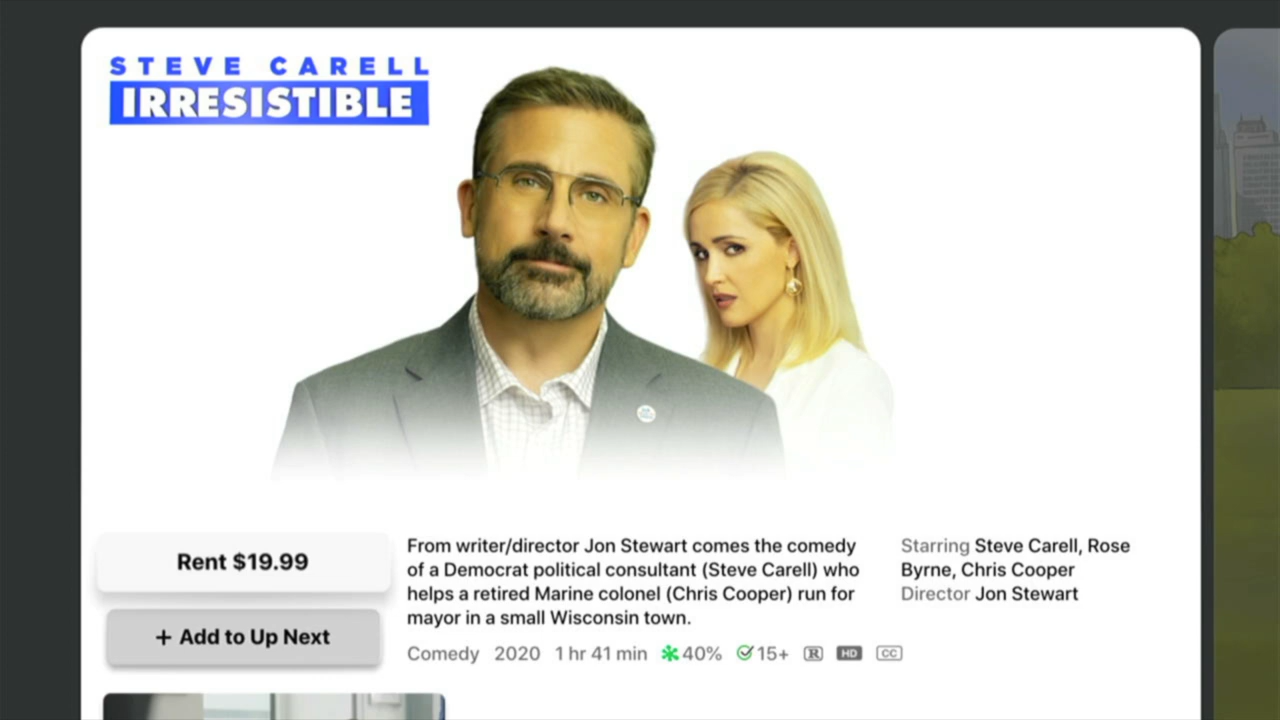 STEVE CARELL
IRRESISTIBLE
Rent $19.99
+ Add to Up Next
From writer/director Jon Stewart comes the comedy
of a Democrat political consultant (Steve Carell) who
helps a retired Marine colonel (Chris Cooper) run for
mayor in a small Wisconsin town.
Comedy 2020 1 hr 41 min 40% 15+ R HD CC
Starring Steve Carell, Rose
Byrne, Chris Cooper
Director Jon Stewart